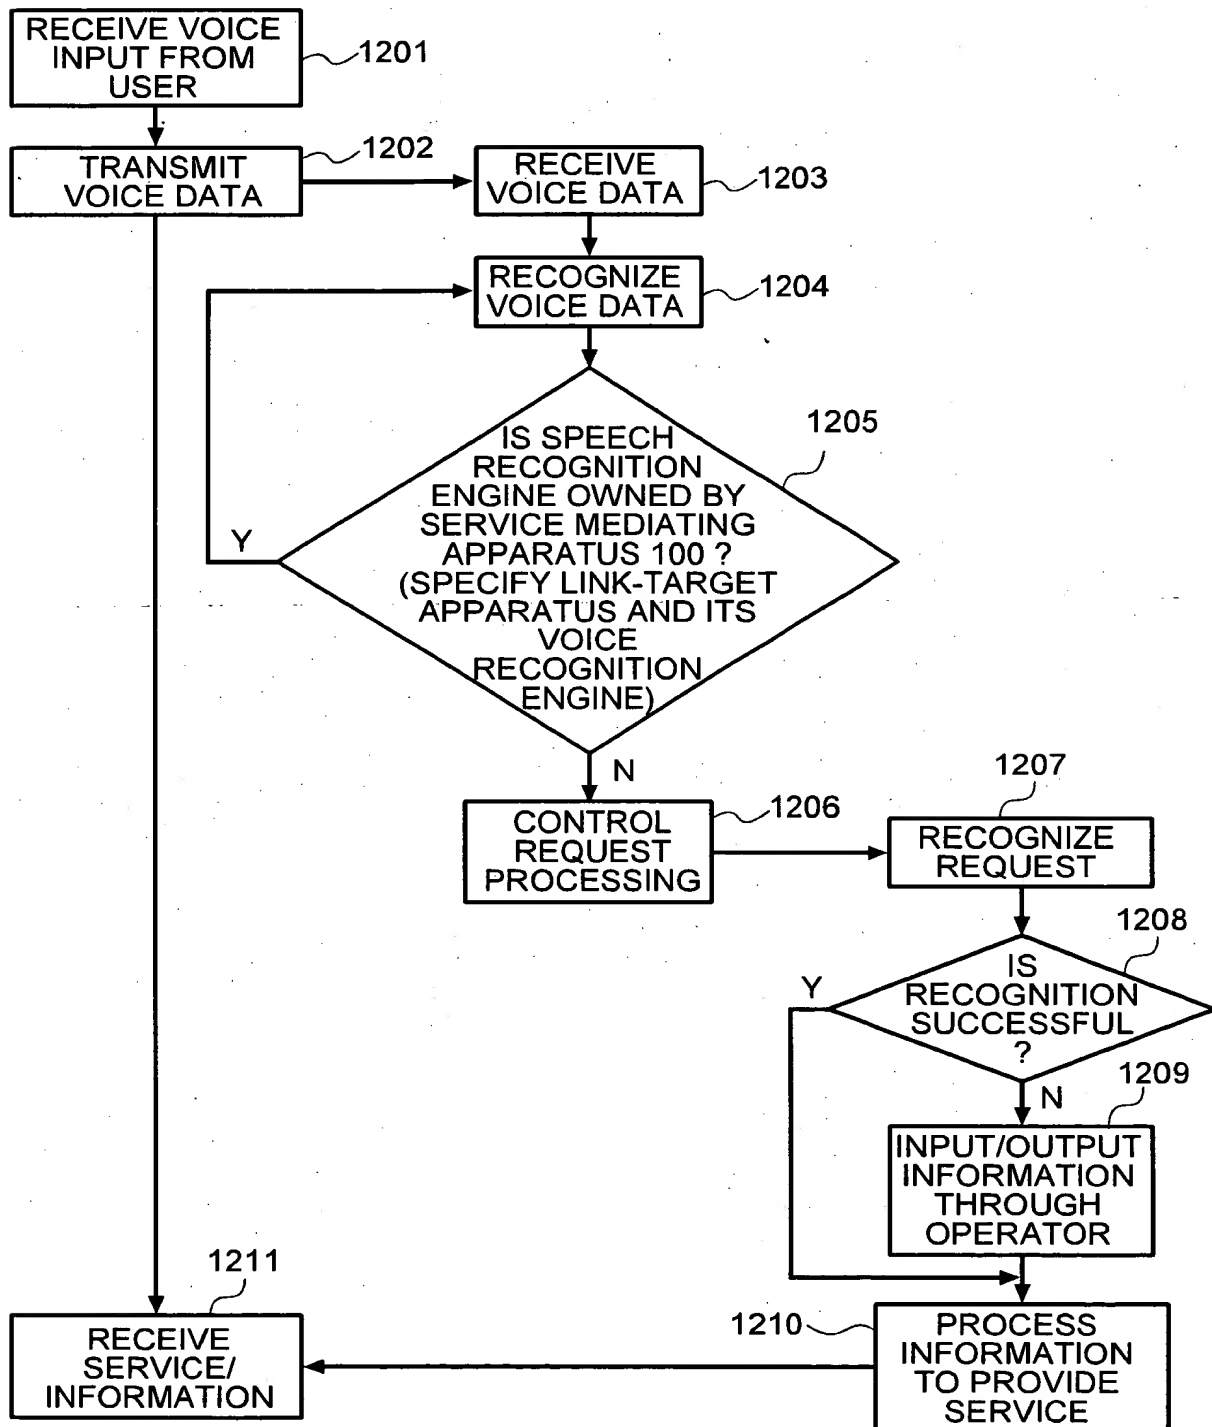 RECEIVE VOICE
INPUT FROM
USER
1201
TRANSMIT
VOICE DATA
1202
RECEIVE
VOICE DATA
1203
RECOGNIZE
VOICE DATA
1204
1205
IS SPEECH
RECOGNITION
ENGINE OWNED BY
SERVICE MEDIATING
APPARATUS 100 ?
(SPECIFY LINK-TARGET
APPARATUS AND ITS
VOICE
RECOGNITION
ENGINE)
Y
N
CONTROL
REQUEST
PROCESSING
1206
1207
RECOGNIZE
REQUEST
1208
IS
RECOGNITION
SUCCESSFUL
?
Y
N
1209
INPUT/OUTPUT
INFORMATION
THROUGH
OPERATOR
1210
PROCESS
INFORMATION
TO PROVIDE
SERVICE
1211
RECEIVE
SERVICE/
INFORMATION